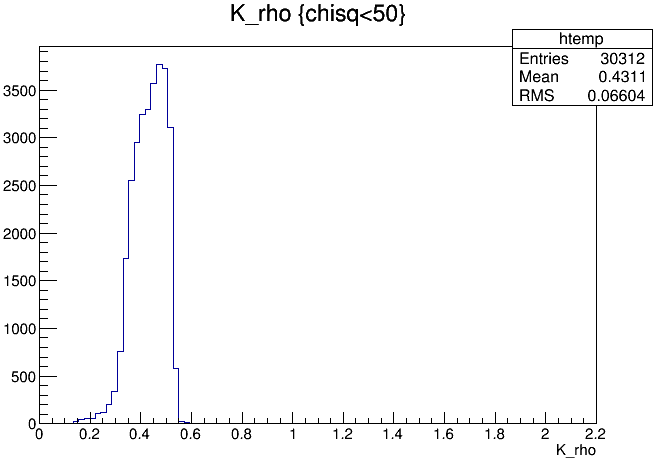 K_rho {chisq<50}
htemp
Entries 30312
Mean 0.4311
RMS 0.06604
3500
3000
2500
2000
1500
1000
500
0
0 0.2 0.4 0.6 0.8 1 1.2 1.4 1.6 1.8 2 2.2
K_rho